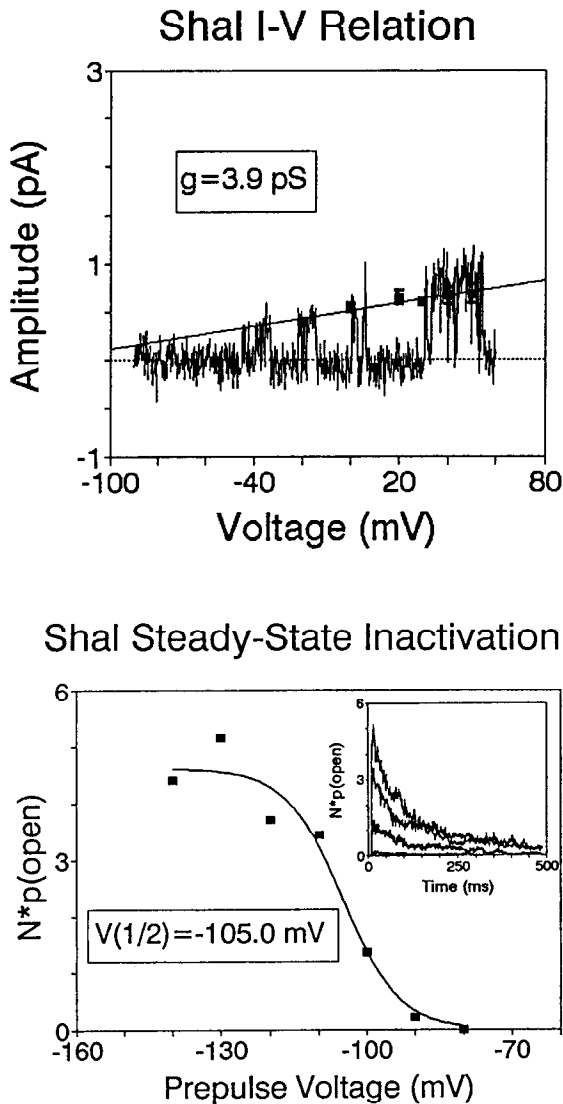 Shal I-V Relation
3
g=3.9 pS
1
-1
Amplitude (pA)
-100 -40 20 80
Voltage (mV)
Shal Steady-State Inactivation
6
3
0
N*p(open)
V(1/2)=-105.0 mV
6
3
0
N*p(open)
0 250 500
Time (ms)
-160 -130 -100 -70
Prepulse Voltage (mV)